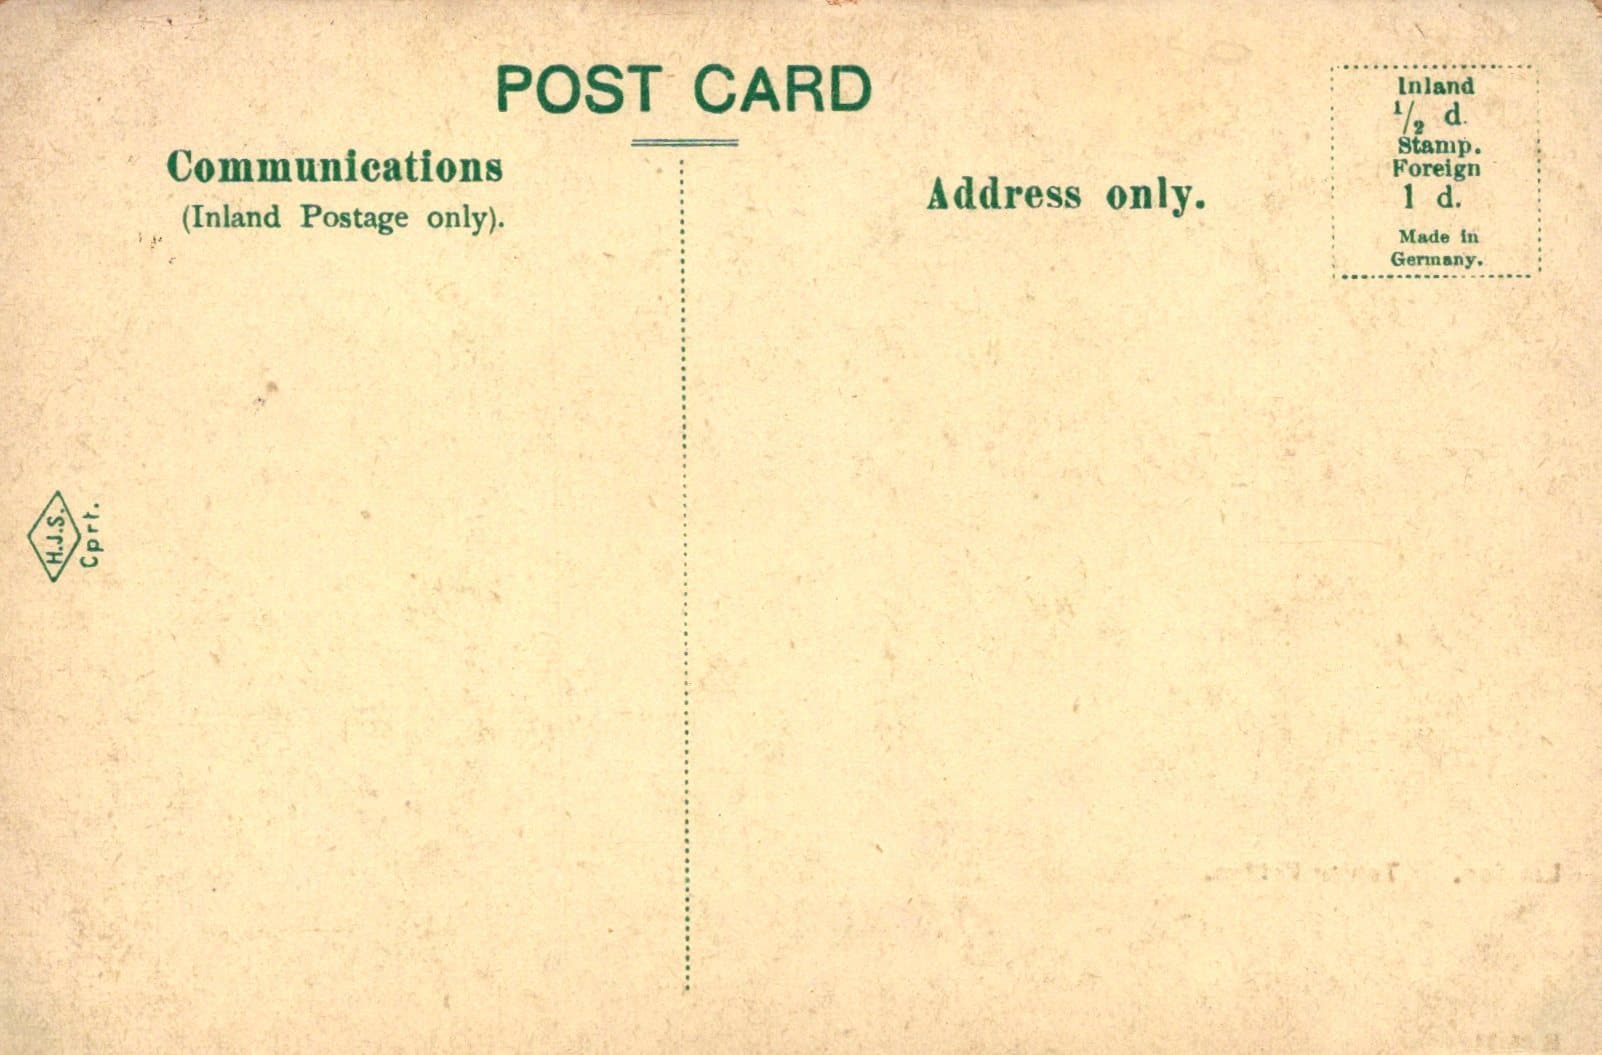 POST CARD
Communications
(Inland Postage only).
Address only.
Inland
1/2 d.
Stamp.
Foreign
1 d.
Made in
Germany.
H.J.S.
Cprt.